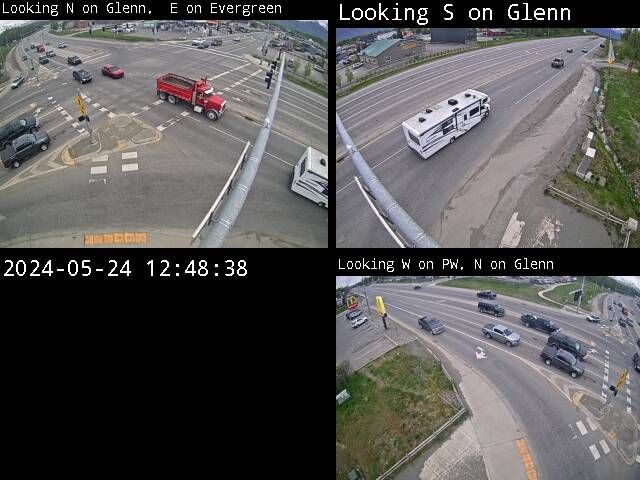 Looking N on Glenn, E on Evergreen
Looking S on Glenn
2024-05-24 12:48:38
Looking W on PW, N on Glenn